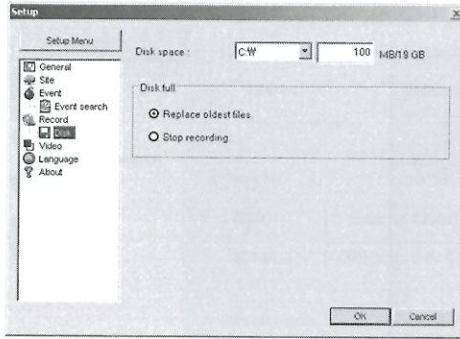 Setup
x
Setup Menu
General
Site
Event
Event search
Record
Disk
Video
Language
About
Disk space :
C:₩
100
MB/19 GB
Disk full
Replace oldest files
Stop recording
OK
Cancel